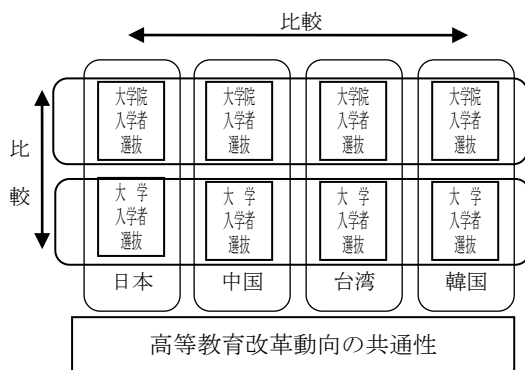 比較
大学院 大学院 大学院 大学院
入学者 入学者 入学者 入学者
選抜 選抜 選抜 選抜
比
較
大 学 大 学 大 学 大 学
入学者 入学者 入学者 入学者
選抜 選抜 選抜 選抜
日本 中国 台湾 韓国
高等教育改革動向の共通性